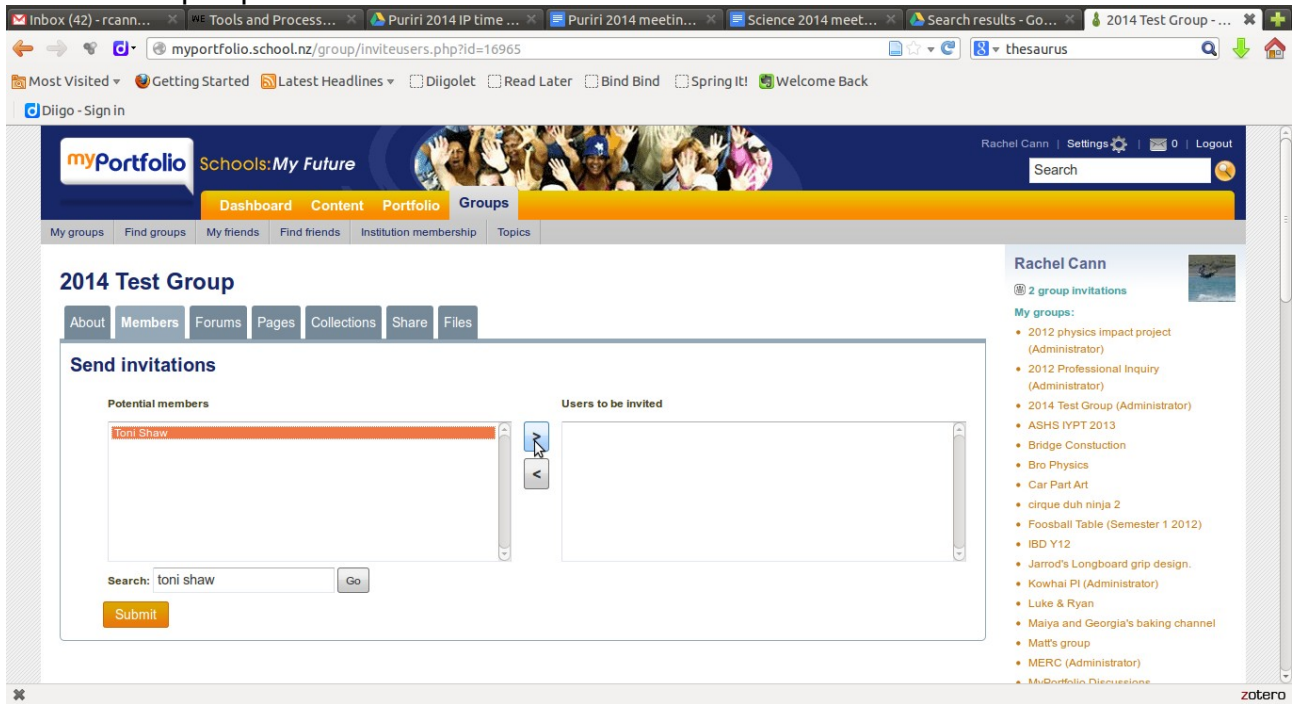 Inbox (42) - rcann...
WE Tools and Process...
Puriri 2014 IP time ...
Puriri 2014 meetin...
Science 2014 meet...
Search results - Go...
2014 Test Group - ...
myportfolio.school.nz/group/inviteusers.php?id=16965
thesaurus
Most Visited
Getting Started
Latest Headlines
Diigolet
Read Later
Bind Bind
Spring It!
Welcome Back
Diigo - Sign in
myPortfolio Schools:My Future
Rachel Cann | Settings | 0 | Logout
Search
Dashboard Content Portfolio Groups
My groups Find groups My friends Find friends Institution membership Topics
2014 Test Group
About Members Forums Pages Collections Share Files
Send invitations
Potential members
Users to be invited
Toni Shaw
>
<
Search: toni shaw Go
Submit
Rachel Cann
2 group invitations
My groups:
2012 physics impact project
(Administrator)
2012 Professional Inquiry
(Administrator)
2014 Test Group (Administrator)
ASHS IYPT 2013
Bridge Constuction
Bro Physics
Car Part Art
cirque duh ninja 2
Foosball Table (Semester 1 2012)
IBD Y12
Jarrod's Longboard grip design.
Kowhai PI (Administrator)
Luke & Ryan
Maiya and Georgia's baking channel
Matt's group
MERC (Administrator)
MyPortfolio Discussions
zotero